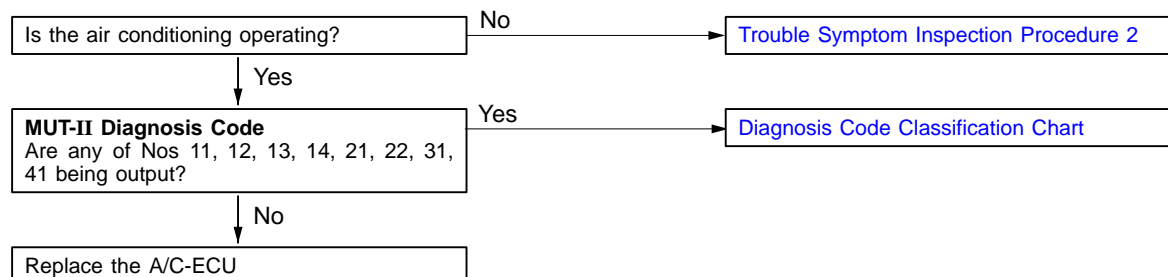 Is the air conditioning operating?
No
Trouble Symptom Inspection Procedure 2
Yes
MUT-II Diagnosis Code
Are any of Nos 11, 12, 13, 14, 21, 22, 31,
41 being output?
Yes
Diagnosis Code Classification Chart
No
Replace the A/C-ECU